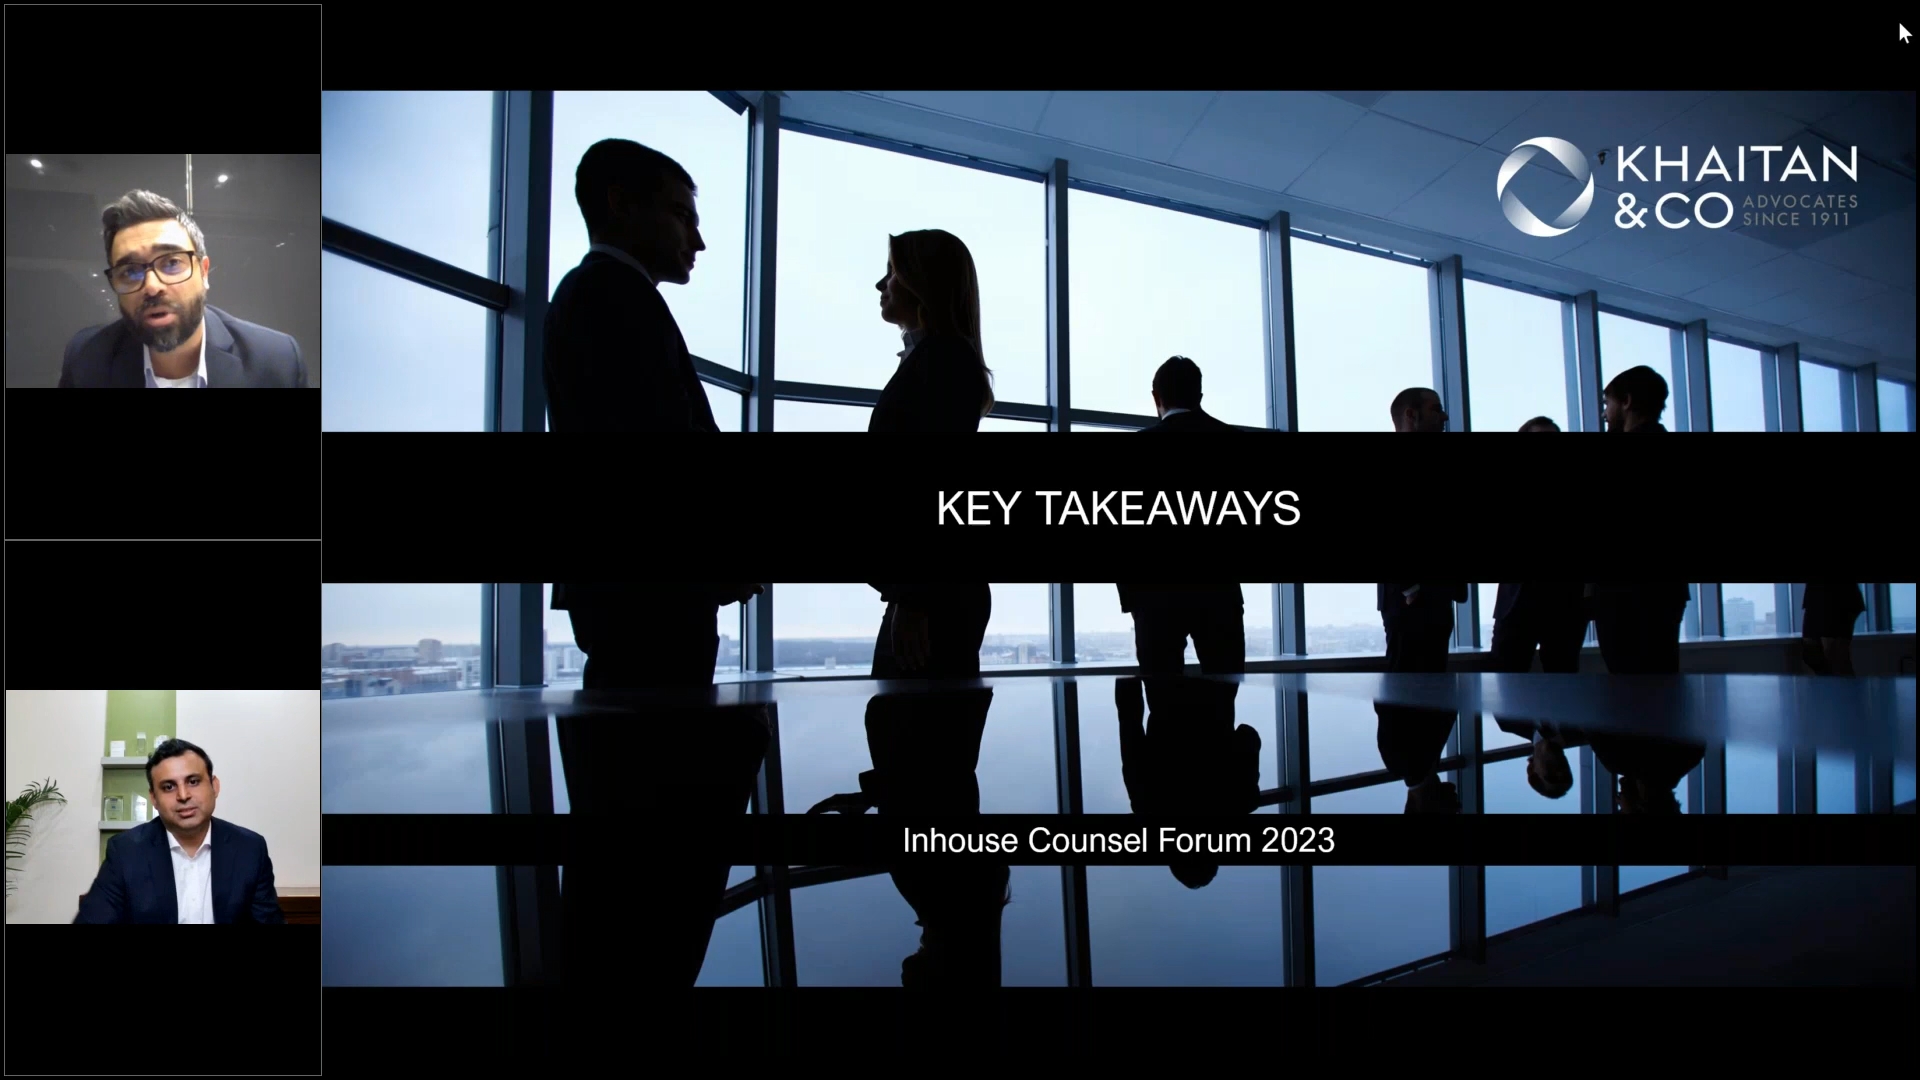 KHAITAN
&CO ADVOCATES
SINCE 1911
KEY TAKEAWAYS
Inhouse Counsel Forum 2023